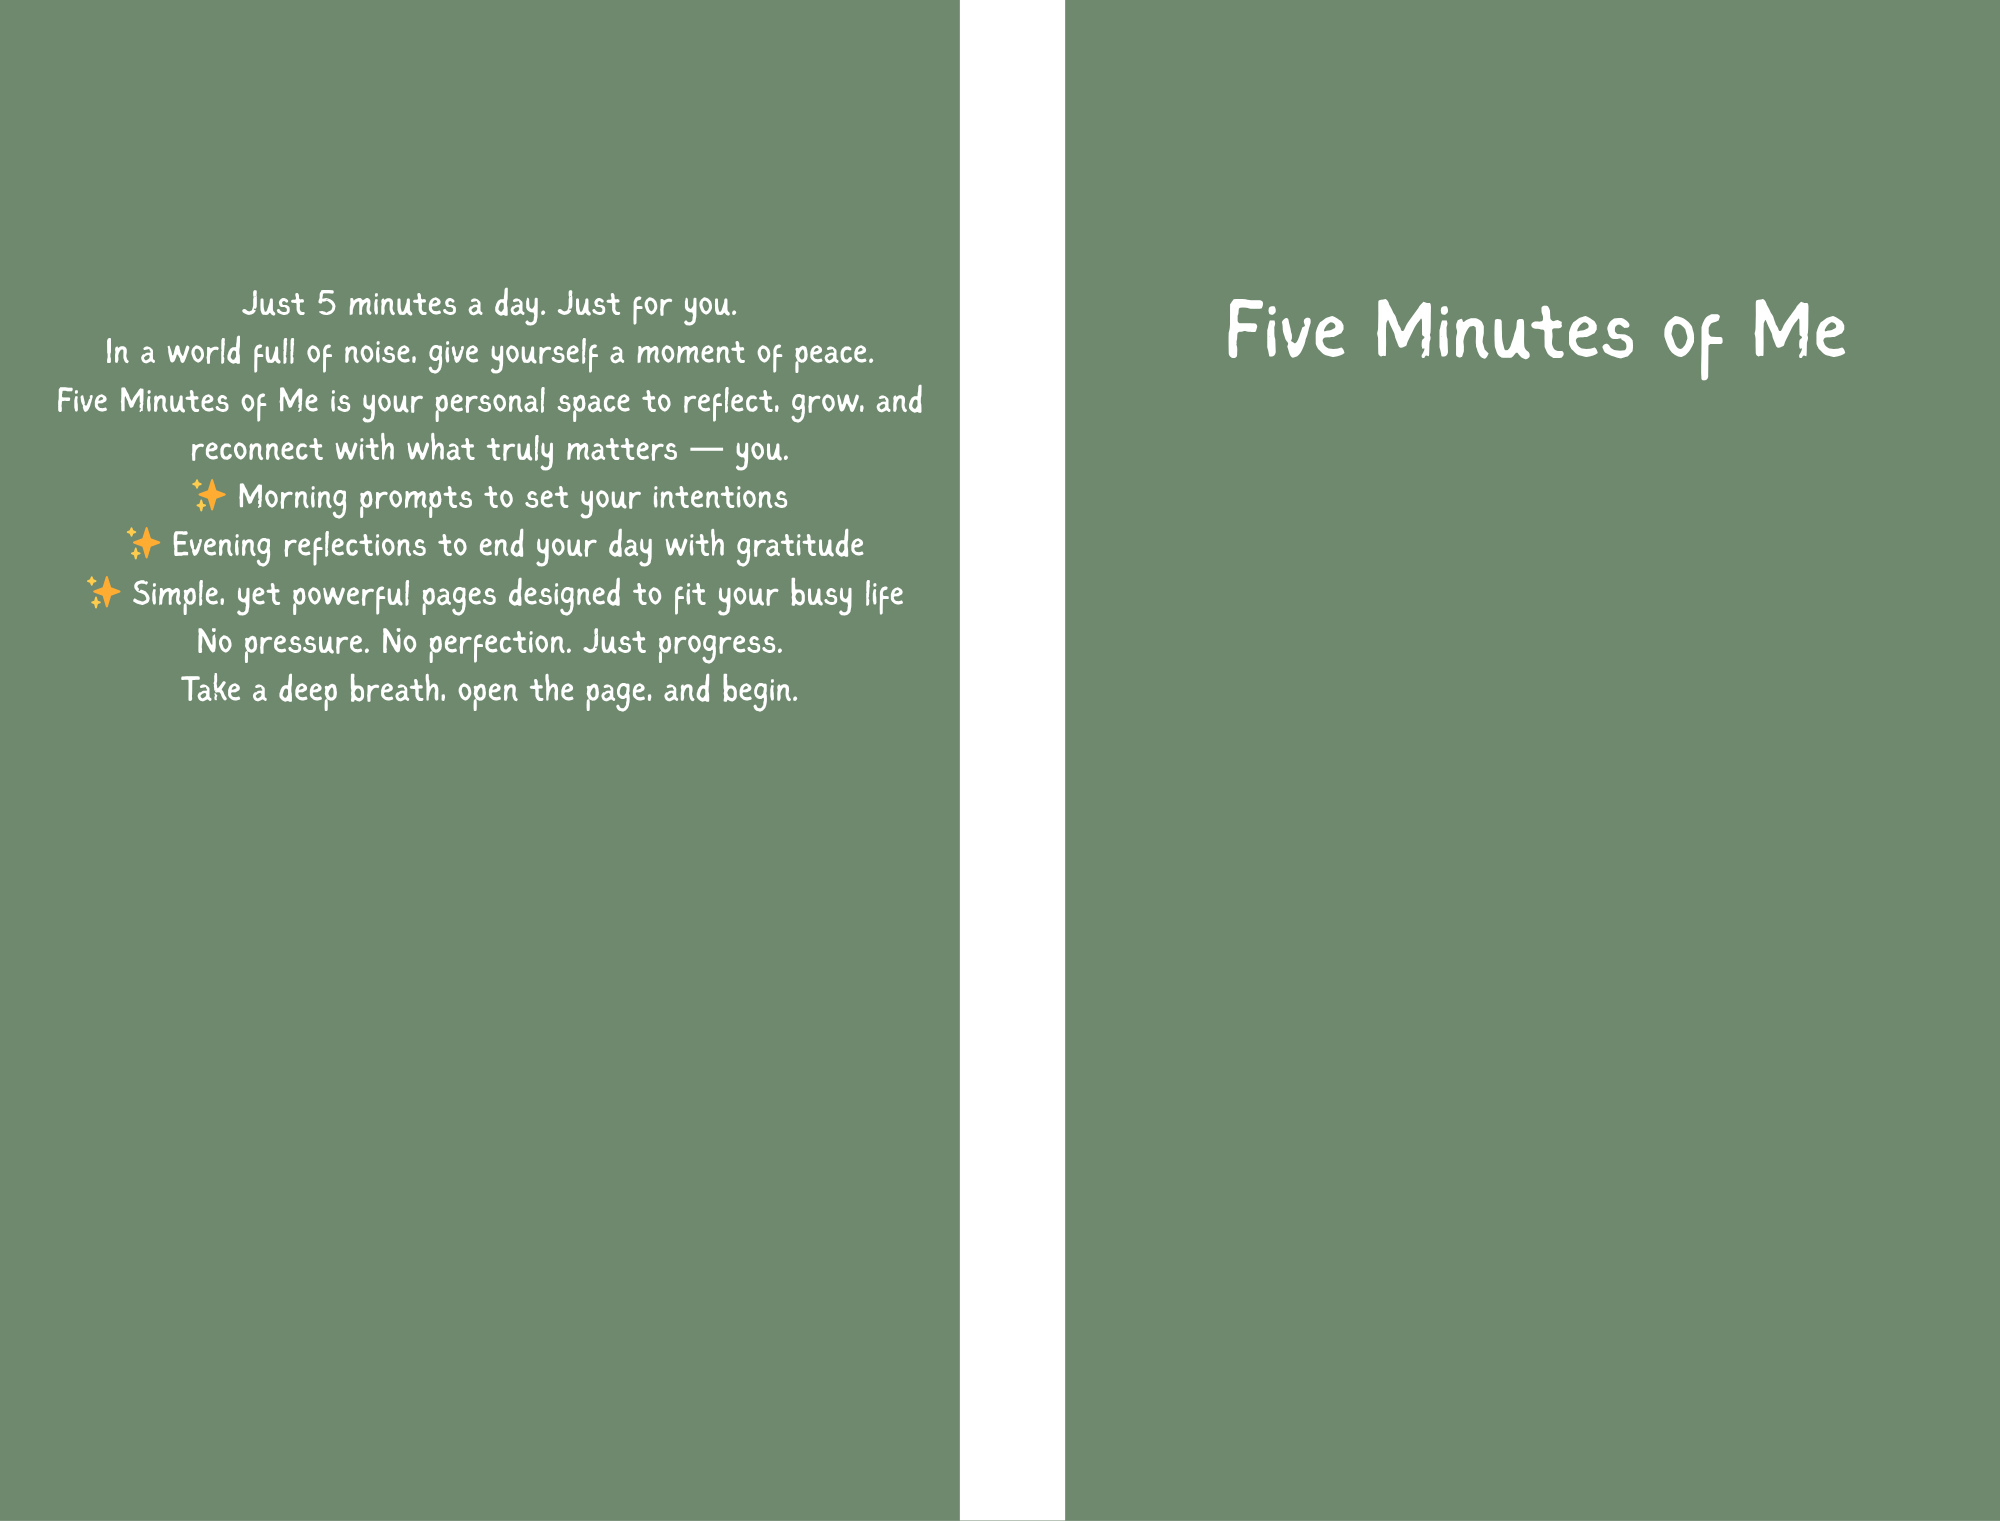 Just 5 minutes a day. Just for you.
In a world full of noise, give yourself a moment of peace.
Five Minutes of Me is your personal space to reflect, grow, and
reconnect with what truly matters — you.
✨ Morning prompts to set your intentions
✨ Evening reflections to end your day with gratitude
✨ Simple, yet powerful pages designed to fit your busy life
No pressure. No perfection. Just progress.
Take a deep breath, open the page, and begin.
Five Minutes of Me